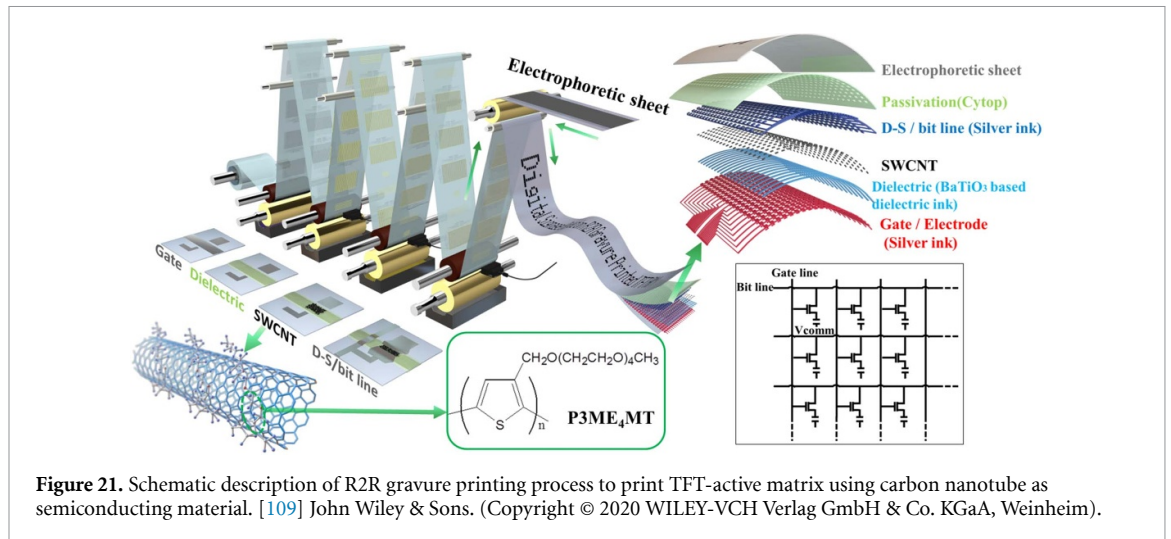 Electrophoretic sheet
Electrophoretic sheet
Passivation(Cytop)
D-S / bit line (Silver ink)
SWCNT
Dielectric (BaTiO₃ based
dielectric ink)
Gate / Electrode
(Silver ink)
Digital
Gate
Dielectric
SWCNT
D-S/bit line
CH₂O(CH₂CH₂O)₄CH₃
S
n
P3ME₄MT
Gate line
Bit line
Vcomm
Figure 21. Schematic description of R2R gravure printing process to print TFT-active matrix using carbon nanotube as
semiconducting material. [109] John Wiley & Sons. (Copyright © 2020 WILEY-VCH Verlag GmbH & Co. KGaA, Weinheim).